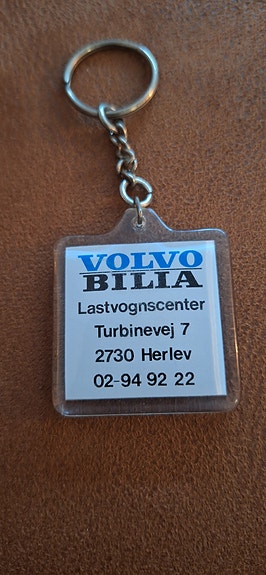 VOLVO
BILIA
Lastvognscenter
Turbinevej 7
2730 Herlev
02-94 92 22